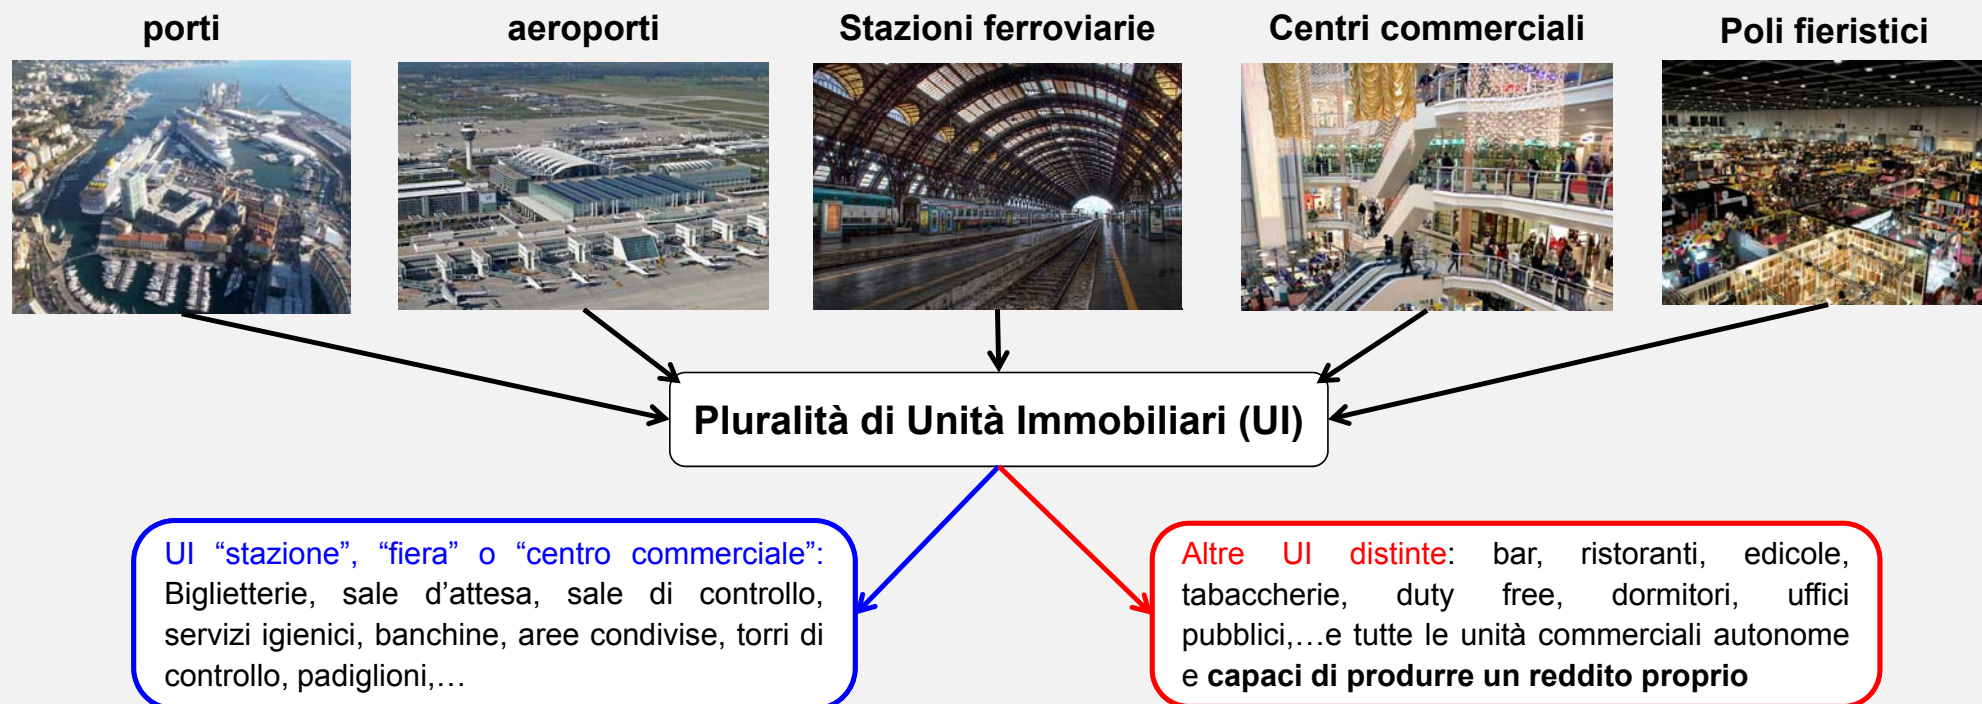 porti
aeroporti
Stazioni ferroviarie
Centri commerciali
Poli fieristici
Pluralità di Unità Immobiliari (UI)
UI “stazione”, “fiera” o “centro commerciale”:
Biglietterie, sale d’attesa, sale di controllo,
servizi igienici, banchine, aree condivise, torri di
controllo, padiglioni,…
Altre UI distinte: bar, ristoranti, edicole,
tabaccherie, duty free, dormitori, uffici
pubblici,…e tutte le unità commerciali autonome
e capaci di produrre un reddito proprio